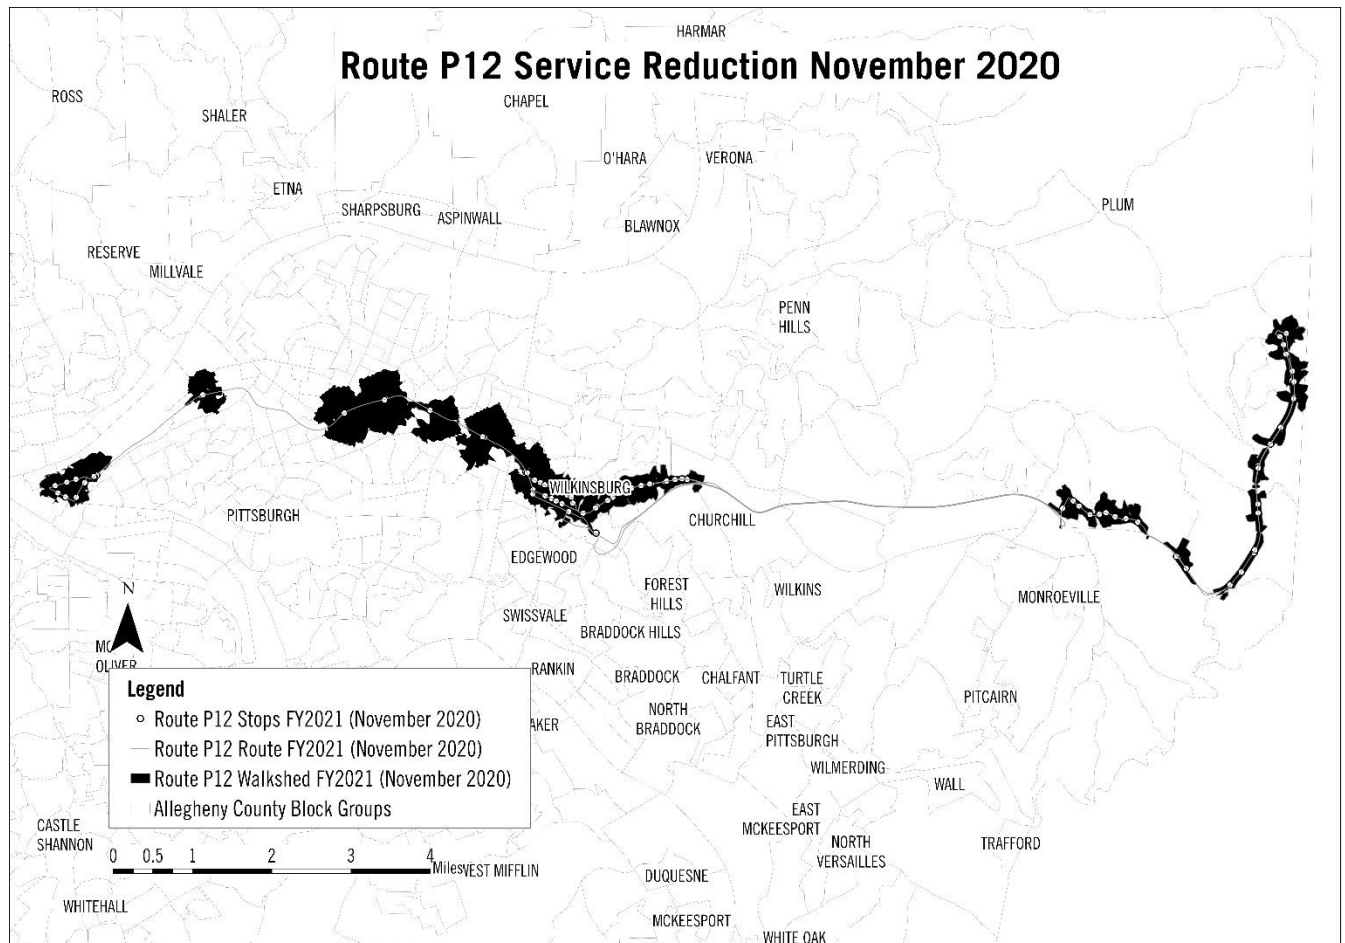 HARMAR
Route P12 Service Reduction November 2020
ROSS
CHAPEL
SHALER
O'HARA
VERONA
ETNA
SHARPSBURG
ASPINWALL
PLUM
BLAWNOX
RESERVE
MILLVALE
PENN
HILLS
WILKINSBURG
PITTSBURGH
CHURCHILL
EDGEWOOD
N
FOREST
HILLS
WILKINS
MONROEVILLE
SWISSVALE
BRADDOCK HILLS
OLIVER
RANKIN
BRADDOCK
CHALFANT
TURTLE
CREEK
PITCAIRN
NORTH
BRADDOCK
EAST
PITTSBURGH
WILMERDING
WALL
Legend
Route P12 Stops FY2021 (November 2020)
Route P12 Route FY2021 (November 2020)
Route P12 Walkshed FY2021 (November 2020)
Allegheny County Block Groups
AKER
EAST
MCKEESPORT
CASTLE
SHANNON
NORTH
VERSAILLES
TRAFFORD
0 0.5 1 2 3 4
Miles
VEST MIFFLIN
DUQUESNE
WHITEHALL
MCKEESPORT
WHITE OAK